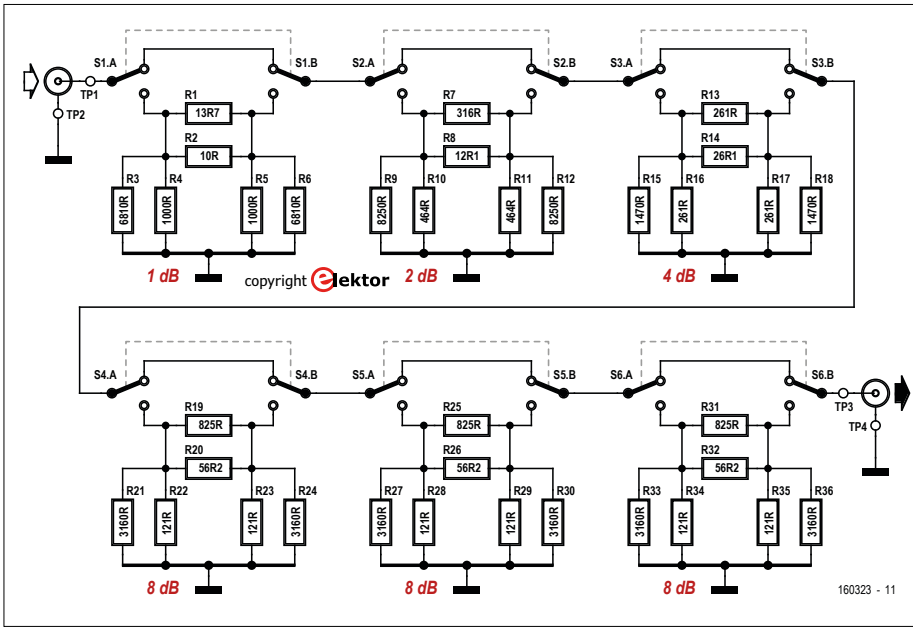 S1.A S1.B S2.A S2.B S3.A S3.B
TP1
TP2
R1 R7 R13
13R7 316R 261R
R2 R8 R14
10R 12R1 26R1
R3 R4 R5 R6 R9 R10 R11 R12 R15 R16 R17 R18
6810R 1000R 1000R 6810R 8250R 464R 464R 8250R 1470R 261R 261R 1470R
1 dB 2 dB 4 dB
copyright elektor
S4.A S4.B S5.A S5.B S6.A S6.B
TP3
TP4
R19 R25 R31
825R 825R 825R
R20 R26 R32
56R2 56R2 56R2
R21 R22 R23 R24 R27 R28 R29 R30 R33 R34 R35 R36
3160R 121R 121R 3160R 3160R 121R 121R 3160R 3160R 121R 121R 3160R
8 dB 8 dB 8 dB
160323 - 11